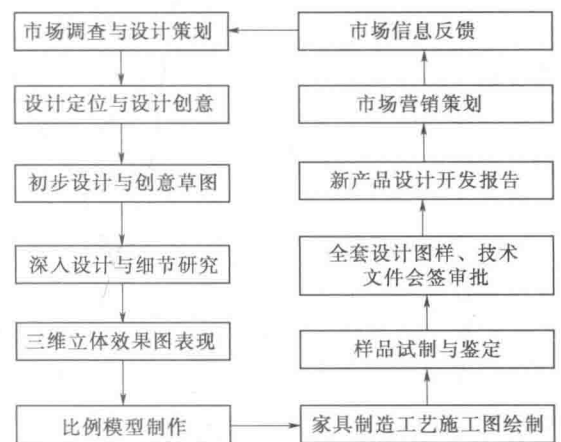 市场调查与设计策划
设计定位与设计创意
初步设计与创意草图
深入设计与细节研究
三维立体效果图表现
比例模型制作
家具制造工艺施工图绘制
样品试制与鉴定
全套设计图样、技术
文件会签审批
新产品设计开发报告
市场营销策划
市场信息反馈